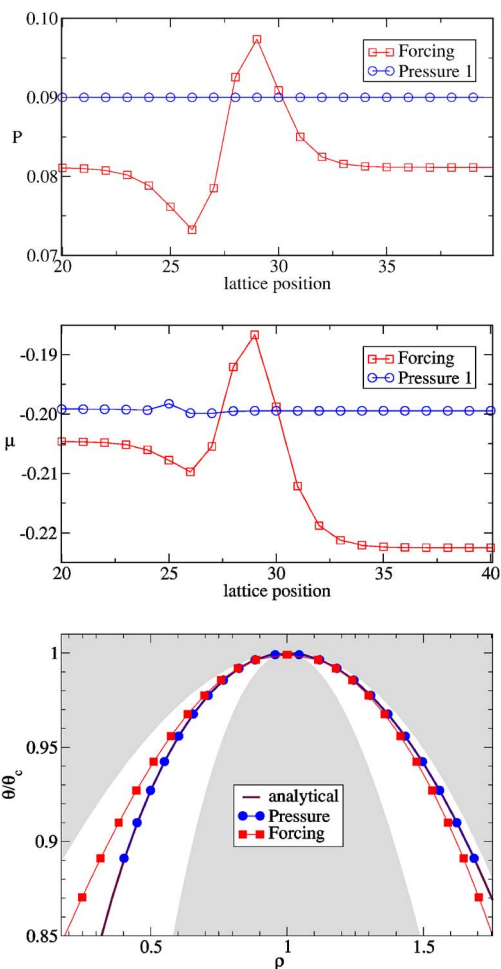 0.10
Forcing
Pressure 1
0.09
P
0.08
0.07
20 25 30 35
lattice position
-0.19
Forcing
Pressure 1
-0.20
μ
-0.21
-0.22
20 25 30 35 40
lattice position
1
0.95
θ/θc
analytical
Pressure
Forcing
0.9
0.85
0.5 1 1.5
ρ